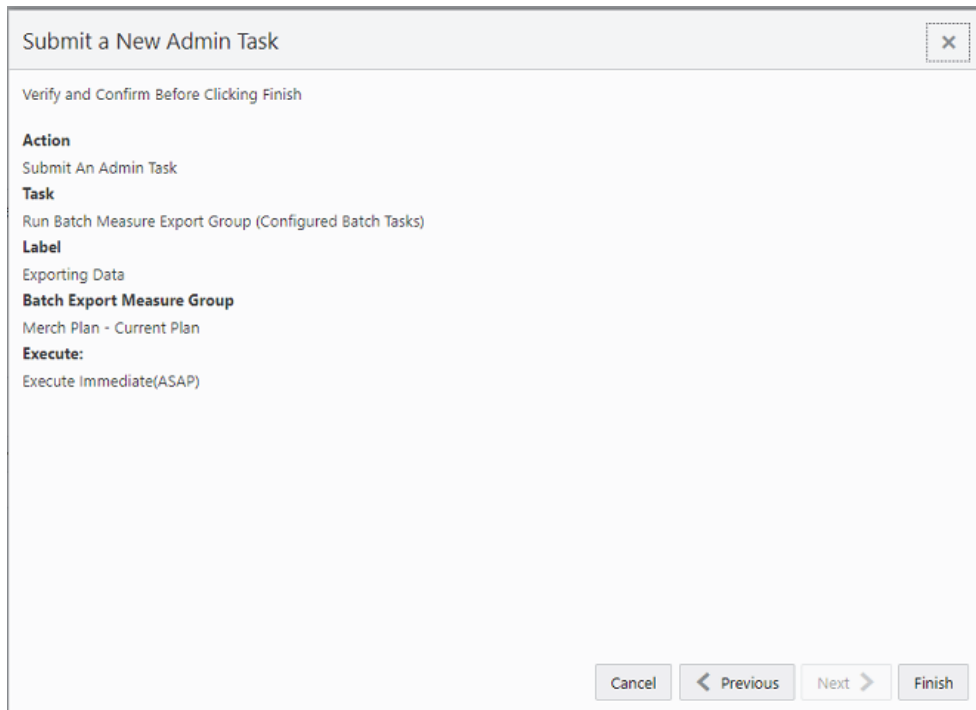 Submit a New Admin Task
Verify and Confirm Before Clicking Finish
Action
Submit An Admin Task
Task
Run Batch Measure Export Group (Configured Batch Tasks)
Label
Exporting Data
Batch Export Measure Group
Merch Plan - Current Plan
Execute:
Execute Immediate(ASAP)
Cancel Previous Next Finish